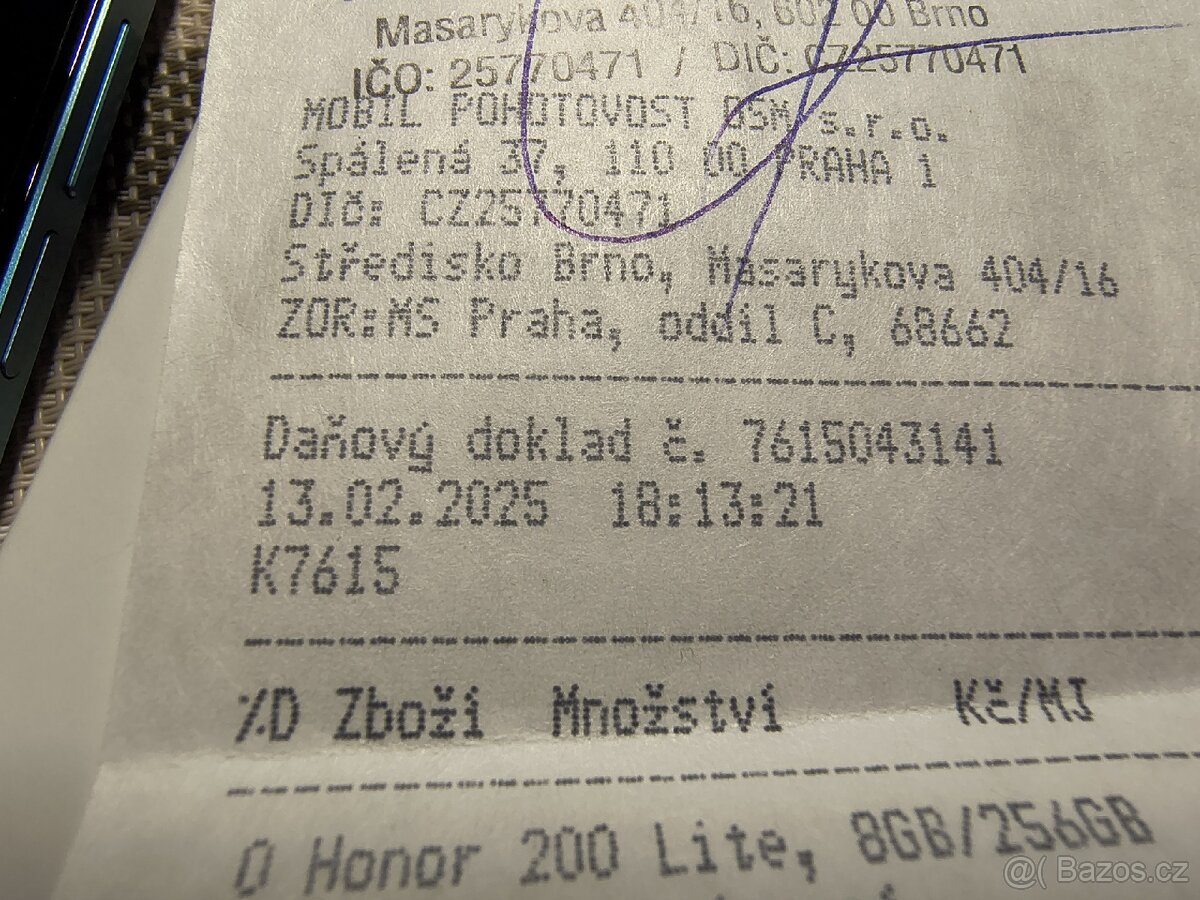 Masarykova 404/16, 602 00 Brno
IČO: 25770471 / DIČ: CZ25770471
MOBIL POHOTOVOST GSM s.r.o.
Spálená 37, 110 00 PRAHA 1
DIČ: CZ25770471
Středisko Brno, Masarykova 404/16
ZOR:MS Praha, oddil C, 68662
Daňový doklad č. 7615043141
13.02.2025 18:13:21
K7615
%D Zboží Množství Kč/MJ
0 Honor 200 Lite, 8GB/256GB
@( Bazos.cz